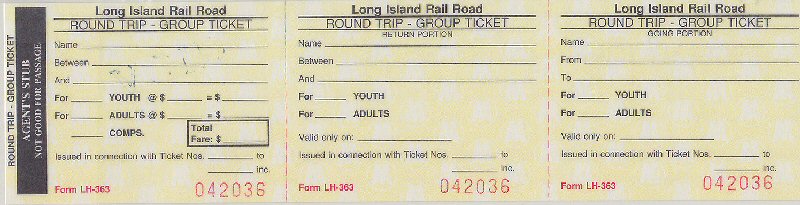 ROUND TRIP - GROUP TICKET
AGENT'S STUB
NOT GOOD FOR PASSAGE
Long Island Rail Road
ROUND TRIP - GROUP TICKET
Name
Between
And
For YOUTH @ $ = $
For ADULTS @ $ = $
COMPS.
Total
Fare: $
Issued in connection with Ticket Nos. to
inc.
Form LH-363 042036
Long Island Rail Road
ROUND TRIP - GROUP TICKET
RETURN PORTION
Name
Between
And
For YOUTH
For ADULTS
Valid only on:
Issued in connection with Ticket Nos. to
inc.
Form LH-363 042036
Long Island Rail Road
ROUND TRIP - GROUP TICKET
GOING PORTION
Name
From
To
For YOUTH
For ADULTS
Valid only on:
Issued in connection with Ticket Nos. to
inc.
Form LH-363 042036